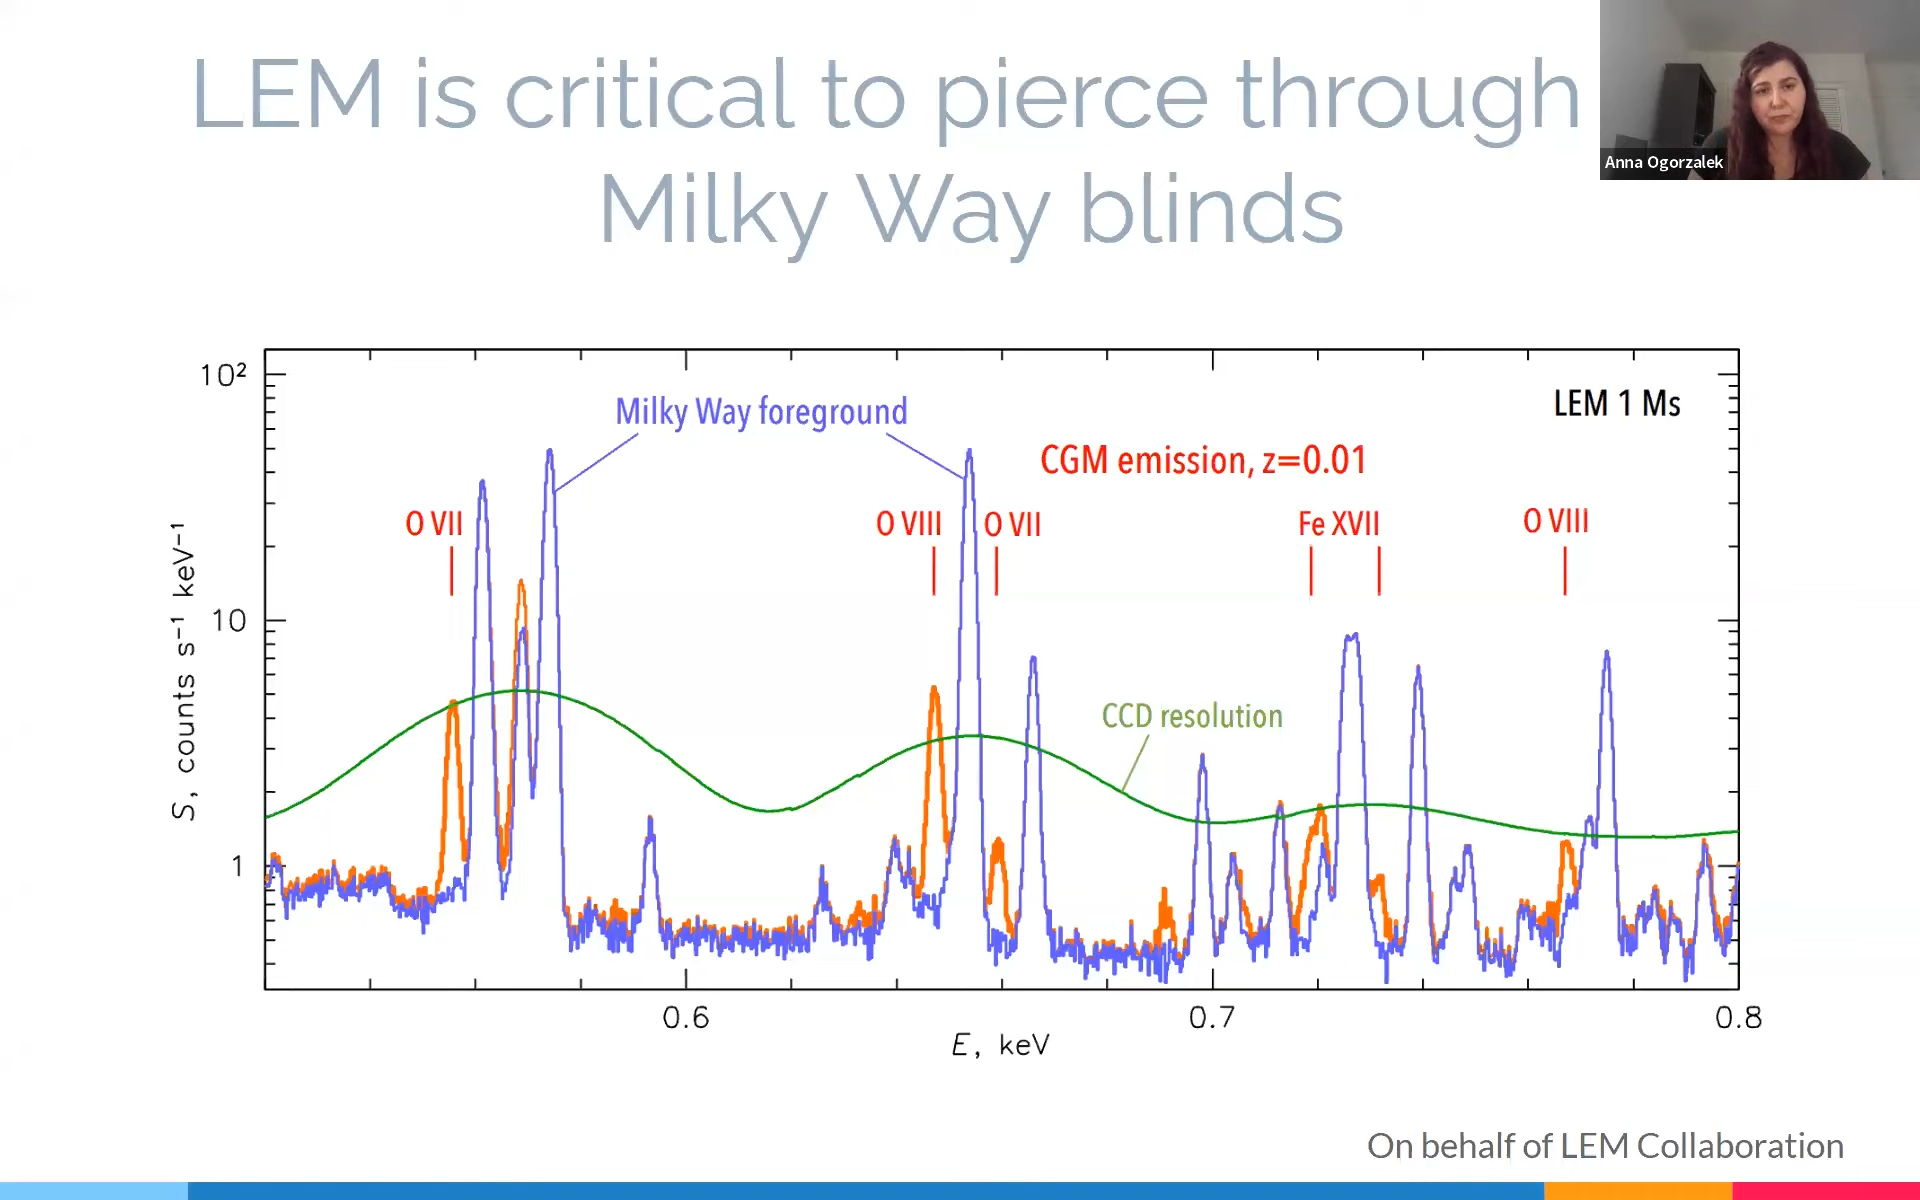 LEM is critical to pierce through
Milky Way blinds
Anna Ogorzalek
10²
Milky Way foreground
LEM 1 Ms
CGM emission, z=0.01
O VII
O VIII
O VII
Fe XVII
O VIII
10
CCD resolution
1
S, counts s⁻¹ keV⁻¹
0.6
0.7
0.8
E, keV
On behalf of LEM Collaboration